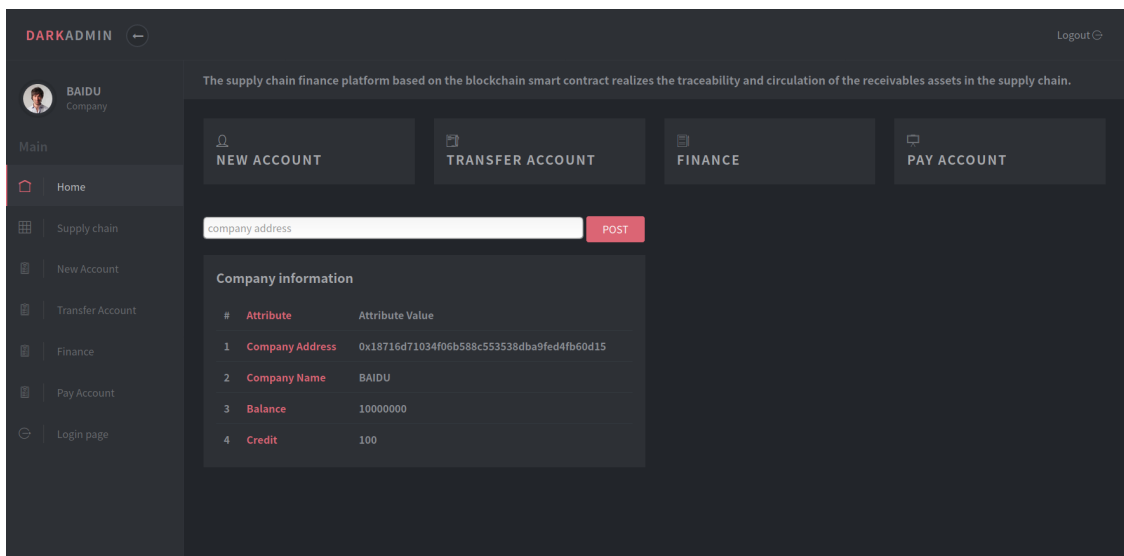 DARKADMIN
Logout
BAIDU
Company
The supply chain finance platform based on the blockchain smart contract realizes the traceability and circulation of the receivables assets in the supply chain.
Main
Home
Supply chain
New Account
Transfer Account
Finance
Pay Account
Login page
NEW ACCOUNT
TRANSFER ACCOUNT
FINANCE
PAY ACCOUNT
company address
POST
Company information
# Attribute Attribute Value
1 Company Address 0x18716d71034f06b588c553538dba9fed4fb60d15
2 Company Name BAIDU
3 Balance 10000000
4 Credit 100